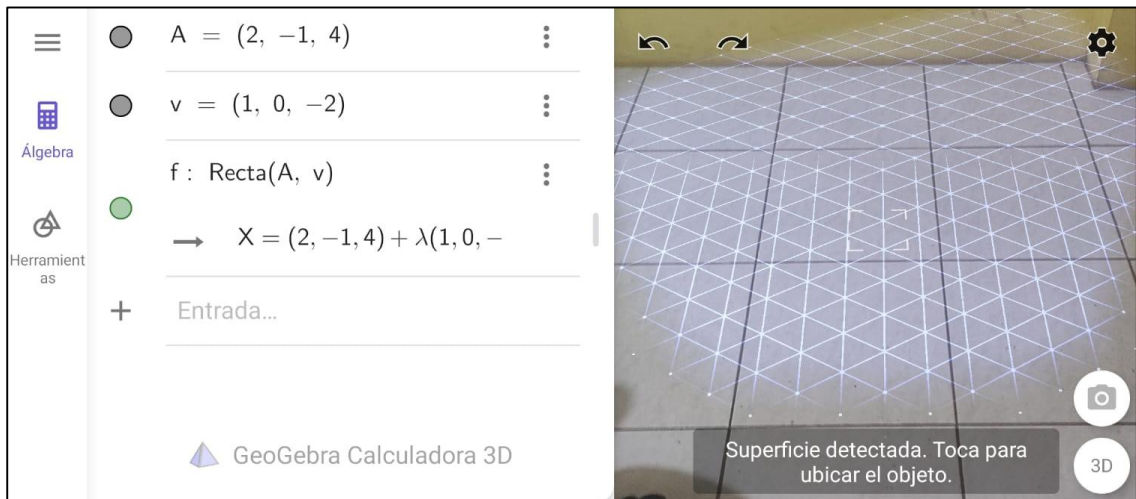 A = (2, −1, 4)
v = (1, 0, −2)
Álgebra
f : Recta(A, v)
→ X = (2, −1, 4) + λ(1, 0, −
Herramient
as
+ Entrada...
GeoGebra Calculadora 3D
Superficie detectada. Toca para
ubicar el objeto.
3D